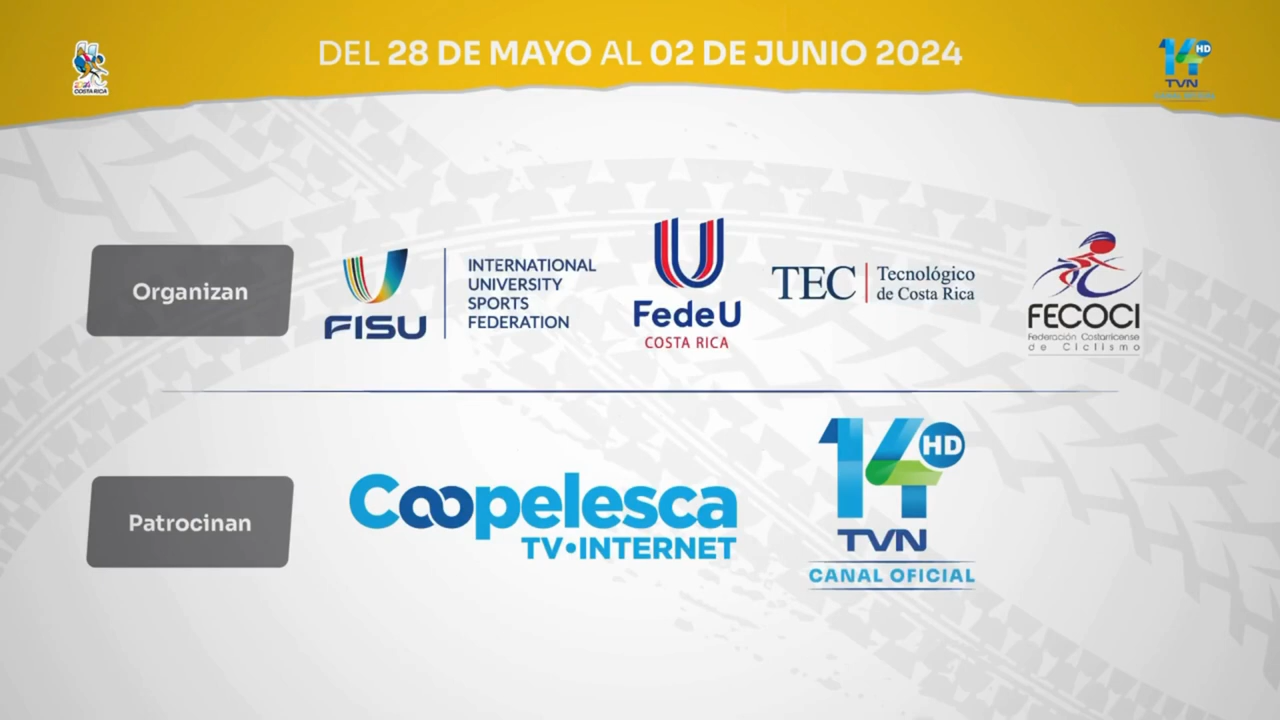 DEL 28 DE MAYO AL 02 DE JUNIO 2024
COSTA RICA
14 HD
TVN
CANAL OFICIAL
Organizan
FISU
INTERNATIONAL
UNIVERSITY
SPORTS
FEDERATION
FedeU
COSTA RICA
TEC
Tecnológico
de Costa Rica
FECOCI
Federación Costarricense
de Ciclismo
Patrocinan
Coopelesca
TV•INTERNET
14 HD
TVN
CANAL OFICIAL